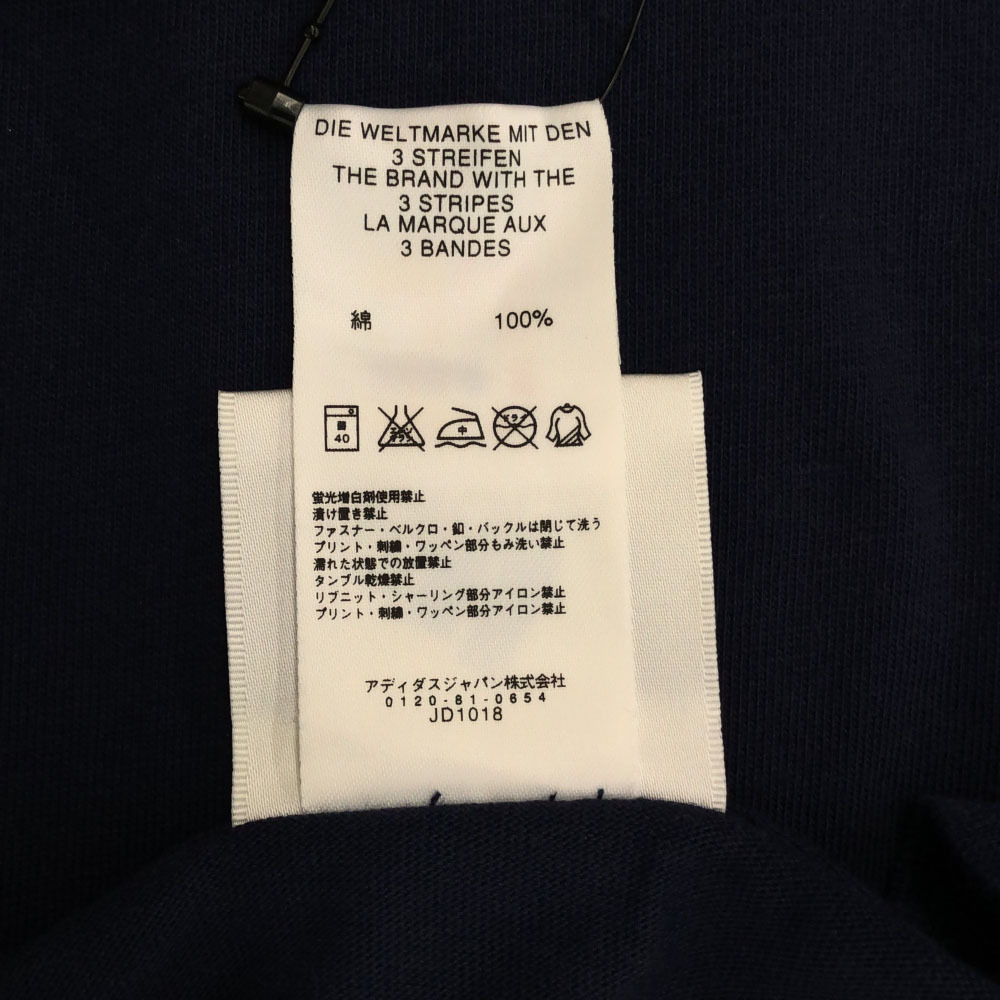 DIE WELTMARKE MIT DEN
3 STREIFEN
THE BRAND WITH THE
3 STRIPES
LA MARQUE AUX
3 BANDES
綿 100%
40 中 ドライ
蛍光増白剤使用禁止
漬け置き禁止
ファスナー・ベルクロ・釦・バックルは閉じて洗う
プリント・刺繍・ワッペン部分もみ洗い禁止
濡れた状態での放置禁止
タンブル乾燥禁止
リブニット・シャーリング部分アイロン禁止
プリント・刺繍・ワッペン部分アイロン禁止
アディダスジャパン株式会社
0120-81-0654
JD1018